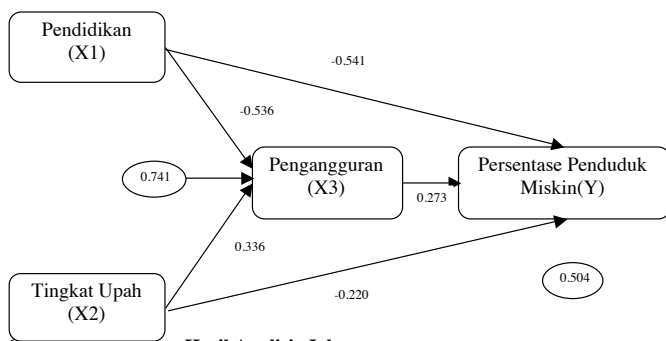 Pendidikan
(X1)
-0.541
-0.536
0.741
Pengangguran
(X3)
0.273
Persentase Penduduk
Miskin(Y)
0.336
Tingkat Upah
(X2)
-0.220
0.504